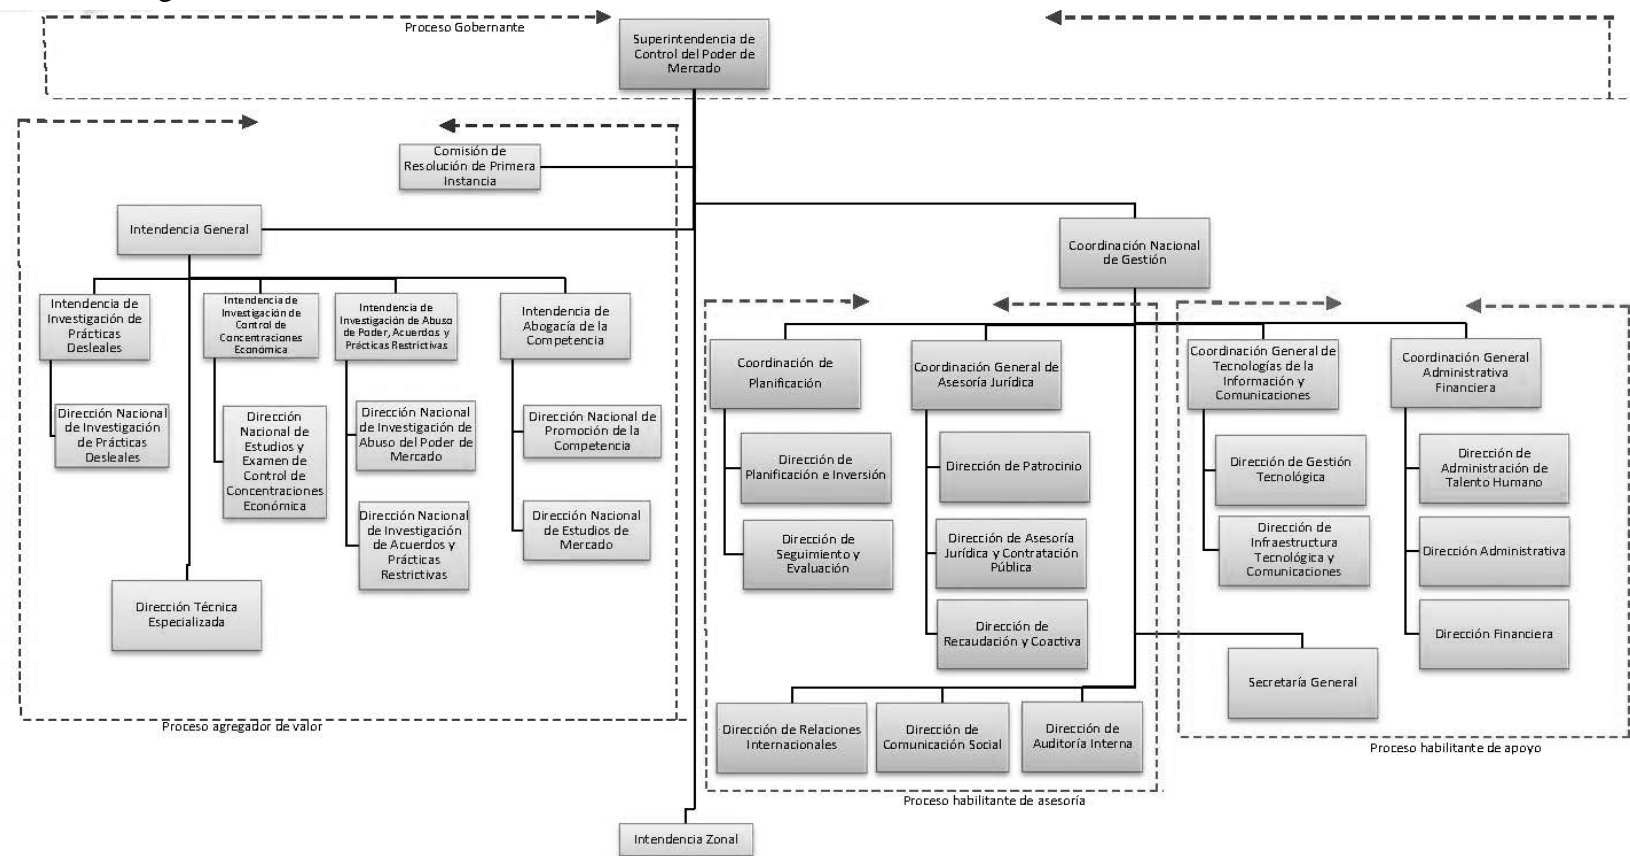 Proceso Gobernante
Superintendencia de
Control del Poder de
Mercado
Comisión de
Resolución de Primera
Instancia
Intendencia General
Coordinación Nacional
de Gestión
Intendencia de
Investigación de
Prácticas
Desleales
Intendencia de
Investigación de
Control de
Concentraciones
Económica
Intendencia de
Investigación de Abuso
de Poder, Acuerdos y
Prácticas Restrictivas
Intendencia de
Abogacía de la
Competencia
Dirección Nacional
de Investigación
de Prácticas
Desleales
Dirección
Nacional de
Estudios y
Examen de
Control de
Concentraciones
Económica
Dirección Nacional
de Investigación de
Abuso del Poder de
Mercado
Dirección Nacional
de Investigación
de Acuerdos y
Prácticas
Restrictivas
Dirección Nacional de
Promoción de la
Competencia
Dirección Nacional
de Estudios de
Mercado
Dirección Técnica
Especializada
Proceso agregador de valor
Coordinación de
Planificación
Coordinación General de
Asesoría Jurídica
Coordinación General de
Tecnologías de la
Información y
Comunicaciones
Coordinación General
Administrativa
Financiera
Dirección de
Planificación e Inversión
Dirección de
Seguimiento y
Evaluación
Dirección de Patrocinio
Dirección de Asesoría
Jurídica y Contratación
Pública
Dirección de
Recaudación y Coactiva
Dirección de Gestión
Tecnológica
Dirección de
Infraestructura
Tecnológica y
Comunicaciones
Dirección de
Administración de
Talento Humano
Dirección Administrativa
Dirección Financiera
Secretaría General
Dirección de Relaciones
Internacionales
Dirección de
Comunicación Social
Dirección de
Auditoría Interna
Proceso habilitante de apoyo
Proceso habilitante de asesoría
Intendencia Zonal